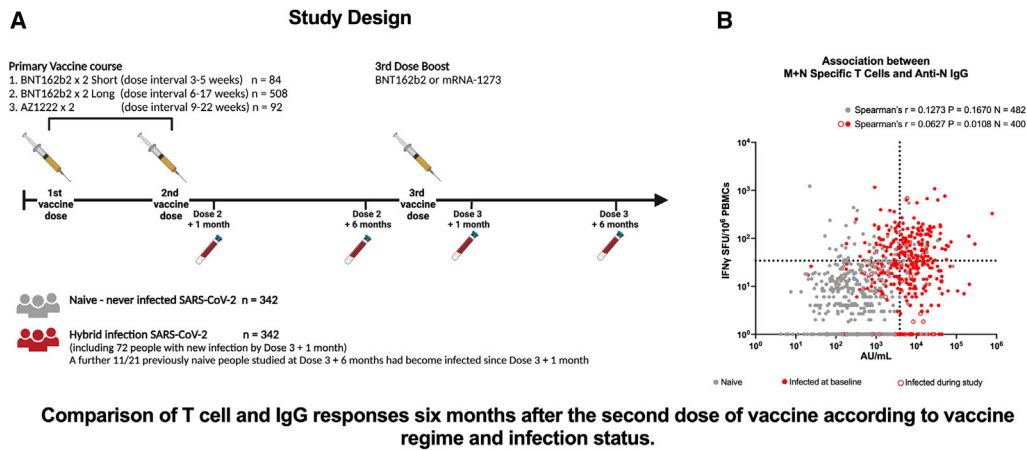 A
Study Design
Primary Vaccine course
1. BNT162b2 x 2 Short (dose interval 3-5 weeks) n = 84
2. BNT162b2 x 2 Long (dose interval 6-17 weeks) n = 508
3. AZ1222 x 2 (dose interval 9-22 weeks) n = 92
3rd Dose Boost
BNT162b2 or mRNA-1273
1st
vaccine
dose
2nd
vaccine
dose
Dose 2
+ 1 month
Dose 2
+ 6 months
3rd
vaccine
dose
Dose 3
+ 1 month
Dose 3
+ 6 months
Naive - never infected SARS-CoV-2 n = 342
Hybrid infection SARS-CoV-2 n = 342
(including 72 people with new infection by Dose 3 + 1 month)
A further 11/21 previously naive people studied at Dose 3 + 6 months had become infected since Dose 3 + 1 month
B
Association between
M+N Specific T Cells and Anti-N IgG
Spearman's r = 0.1273 P = 0.1670 N = 482
Spearman's r = 0.0627 P = 0.0108 N = 400
IFNγ SFU/10⁶ PBMCs
10⁴
10³
10²
10¹
10⁰
10⁰ 10¹ 10² 10³ 10⁴ 10⁵ 10⁶
AU/mL
Naive
Infected at baseline
Infected during study
Comparison of T cell and IgG responses six months after the second dose of vaccine according to vaccine
regime and infection status.